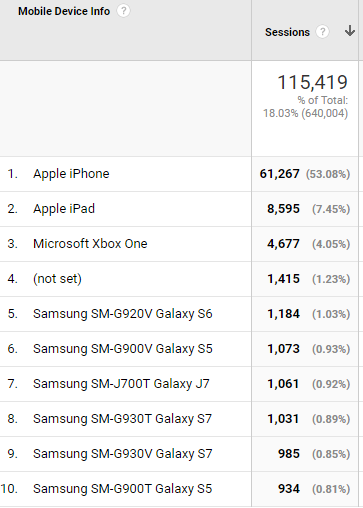 Mobile Device Info ?
Sessions ?
115,419
% of Total:
18.03% (640,004)
1. Apple iPhone 61,267 (53.08%)
2. Apple iPad 8,595 (7.45%)
3. Microsoft Xbox One 4,677 (4.05%)
4. (not set) 1,415 (1.23%)
5. Samsung SM-G920V Galaxy S6 1,184 (1.03%)
6. Samsung SM-G900V Galaxy S5 1,073 (0.93%)
7. Samsung SM-J700T Galaxy J7 1,061 (0.92%)
8. Samsung SM-G930T Galaxy S7 1,031 (0.89%)
9. Samsung SM-G930V Galaxy S7 985 (0.85%)
10. Samsung SM-G900T Galaxy S5 934 (0.81%)